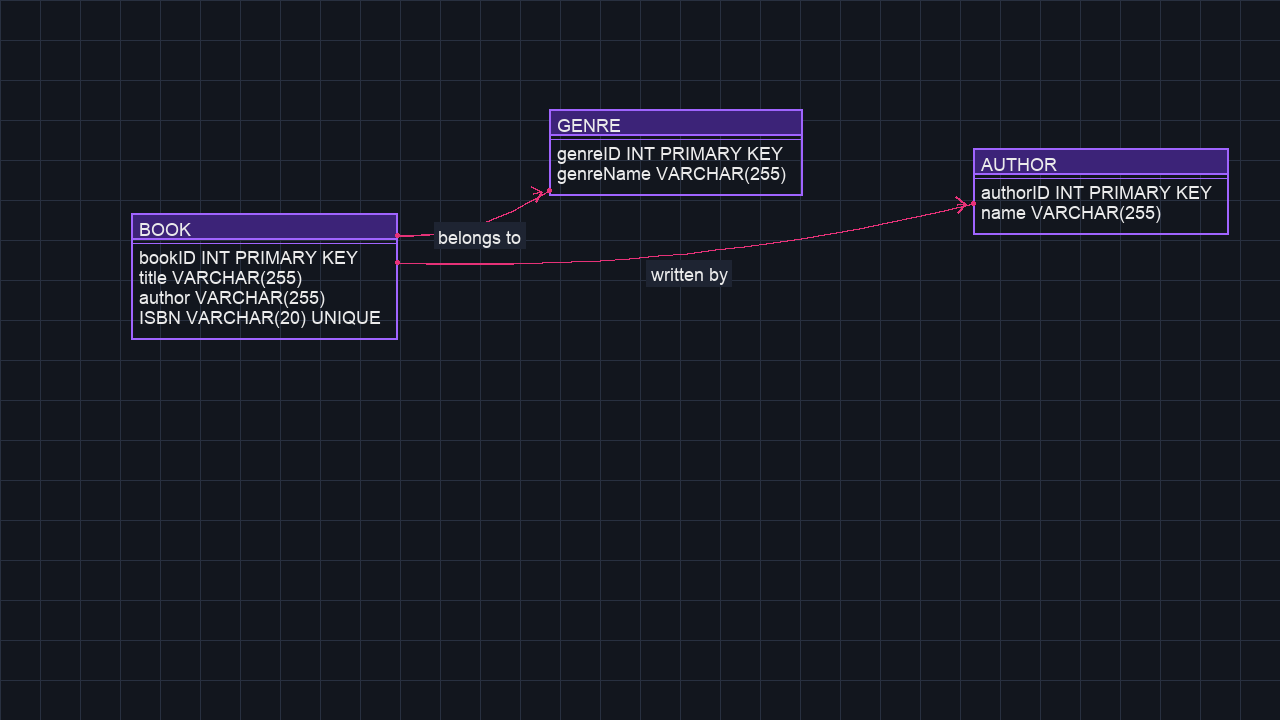 GENRE
genreID INT PRIMARY KEY
genreName VARCHAR(255)
AUTHOR
authorID INT PRIMARY KEY
name VARCHAR(255)
BOOK
bookID INT PRIMARY KEY
title VARCHAR(255)
author VARCHAR(255)
ISBN VARCHAR(20) UNIQUE
belongs to
written by